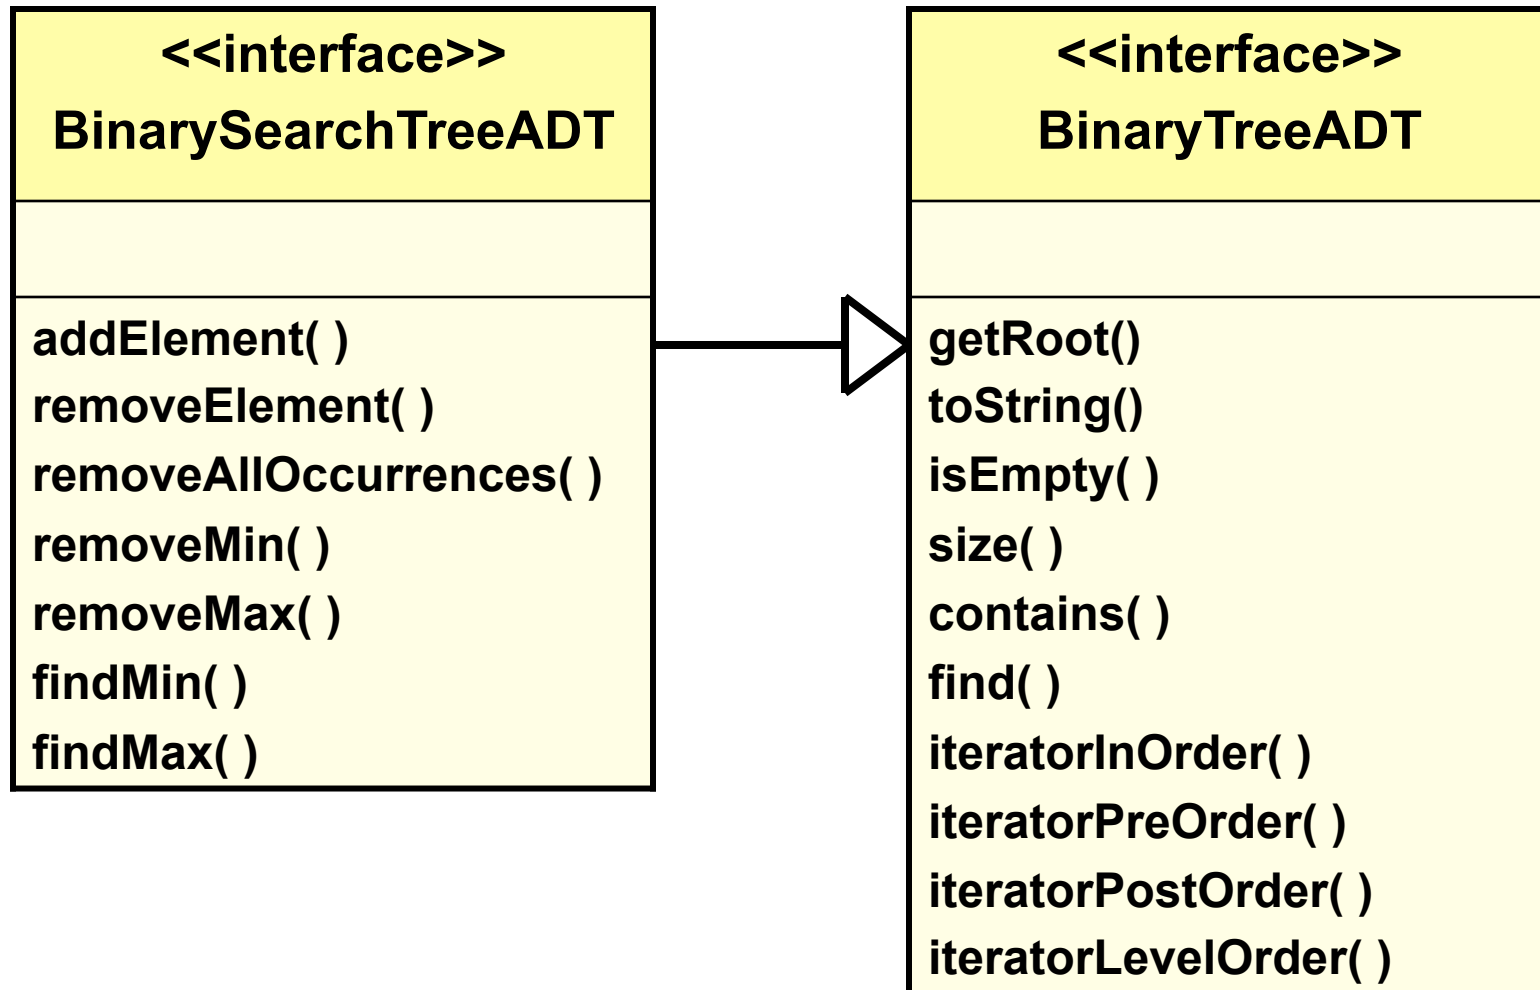 <<interface>>
BinarySearchTreeADT
addElement( )
removeElement( )
removeAllOccurrences( )
removeMin( )
removeMax( )
findMin( )
findMax( )
<<interface>>
BinaryTreeADT
getRoot()
toString()
isEmpty( )
size( )
contains( )
find( )
iteratorInOrder( )
iteratorPreOrder( )
iteratorPostOrder( )
iteratorLevelOrder( )